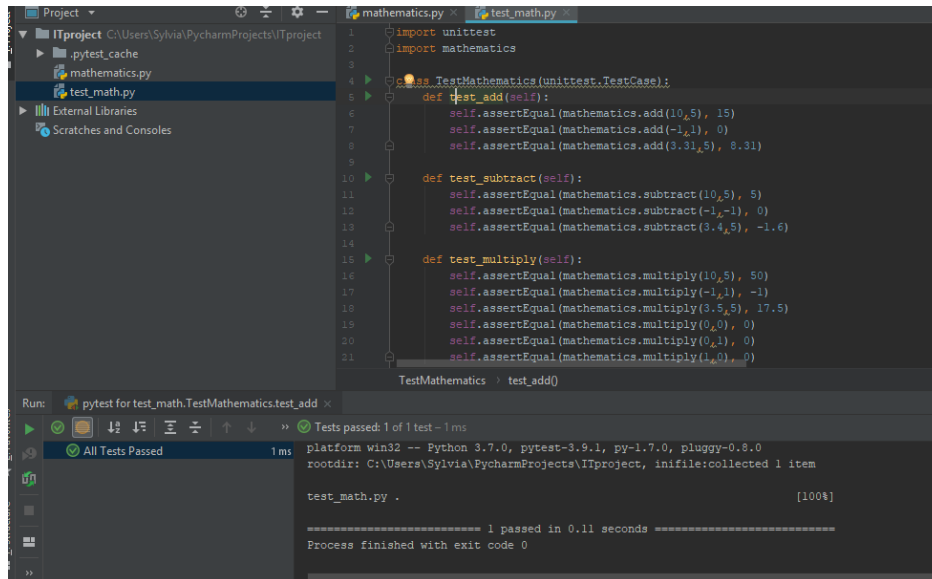 Project
mathematics.py
test_math.py
ITproject C:\Users\Sylvia\PycharmProjects\ITproject
.pytest_cache
mathematics.py
test_math.py
External Libraries
Scratches and Consoles
1 import unittest
2 import mathematics
3
4 class TestMathematics(unittest.TestCase):
5 def test_add(self):
6 self.assertEqual(mathematics.add(10,5), 15)
7 self.assertEqual(mathematics.add(-1,1), 0)
8 self.assertEqual(mathematics.add(3.31,5), 8.31)
9
10 def test_subtract(self):
11 self.assertEqual(mathematics.subtract(10,5), 5)
12 self.assertEqual(mathematics.subtract(-1,-1), 0)
13 self.assertEqual(mathematics.subtract(3.4,5), -1.6)
14
15 def test_multiply(self):
16 self.assertEqual(mathematics.multiply(10,5), 50)
17 self.assertEqual(mathematics.multiply(-1,1), -1)
18 self.assertEqual(mathematics.multiply(3.5,5), 17.5)
19 self.assertEqual(mathematics.multiply(0,0), 0)
20 self.assertEqual(mathematics.multiply(0,1), 0)
21 self.assertEqual(mathematics.multiply(1,0), 0)
TestMathematics › test_add()
Run: pytest for test_math.TestMathematics.test_add
Tests passed: 1 of 1 test – 1 ms
All Tests Passed 1 ms
platform win32 -- Python 3.7.0, pytest-3.9.1, py-1.7.0, pluggy-0.8.0
rootdir: C:\Users\Sylvia\PycharmProjects\ITproject, inifile:collected 1 item
test_math.py . [100%]
========================== 1 passed in 0.11 seconds ===========================
Process finished with exit code 0